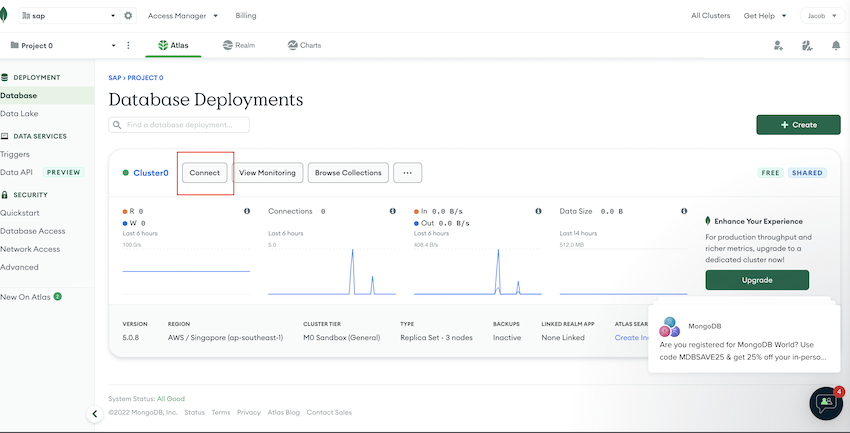 sap
Access Manager
Billing
All Clusters
Get Help
Jacob
Project 0
Atlas
Realm
Charts
DEPLOYMENT
Database
Data Lake
DATA SERVICES
Triggers
Data API PREVIEW
SECURITY
Quickstart
Database Access
Network Access
Advanced
New On Atlas 2
SAP > PROJECT 0
Database Deployments
Find a database deployment...
+ Create
Cluster0
Connect
View Monitoring
Browse Collections
...
FREE
SHARED
R 0
W 0
Last 6 hours
100.0/s
Connections 0
Last 6 hours
5.0
In 0.0 B/s
Out 0.0 B/s
Last 6 hours
408.4 B/s
Data Size 0.0 B
Last 14 hours
512.0 MB
Enhance Your Experience
For production throughput and
richer metrics, upgrade to a
dedicated cluster now!
Upgrade
VERSION
5.0.8
REGION
AWS / Singapore (ap-southeast-1)
CLUSTER TIER
M0 Sandbox (General)
TYPE
Replica Set - 3 nodes
BACKUPS
Inactive
LINKED REALM APP
None Linked
ATLAS SEAR
Create In
MongoDB
Are you registered for MongoDB World? Use
code MDBSAVE25 & get 25% off your in-perso...
4
System Status: All Good
©2022 MongoDB, Inc. Status Terms Privacy Atlas Blog Contact Sales